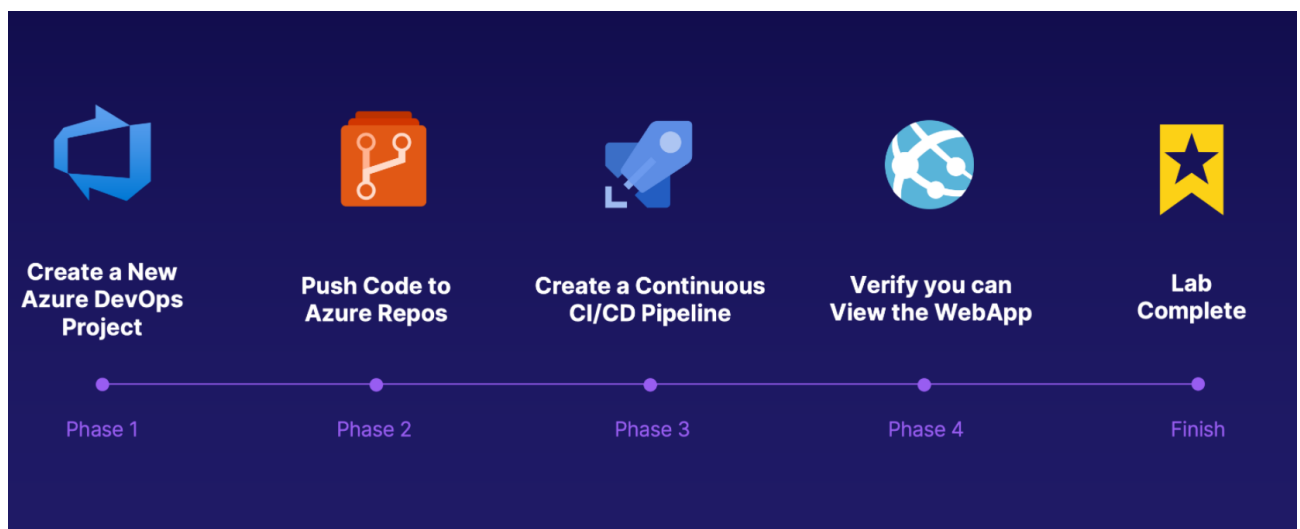 Create a New
Azure DevOps
Project
Push Code to
Azure Repos
Create a Continuous
CI/CD Pipeline
Verify you can
View the WebApp
Lab
Complete
Phase 1
Phase 2
Phase 3
Phase 4
Finish